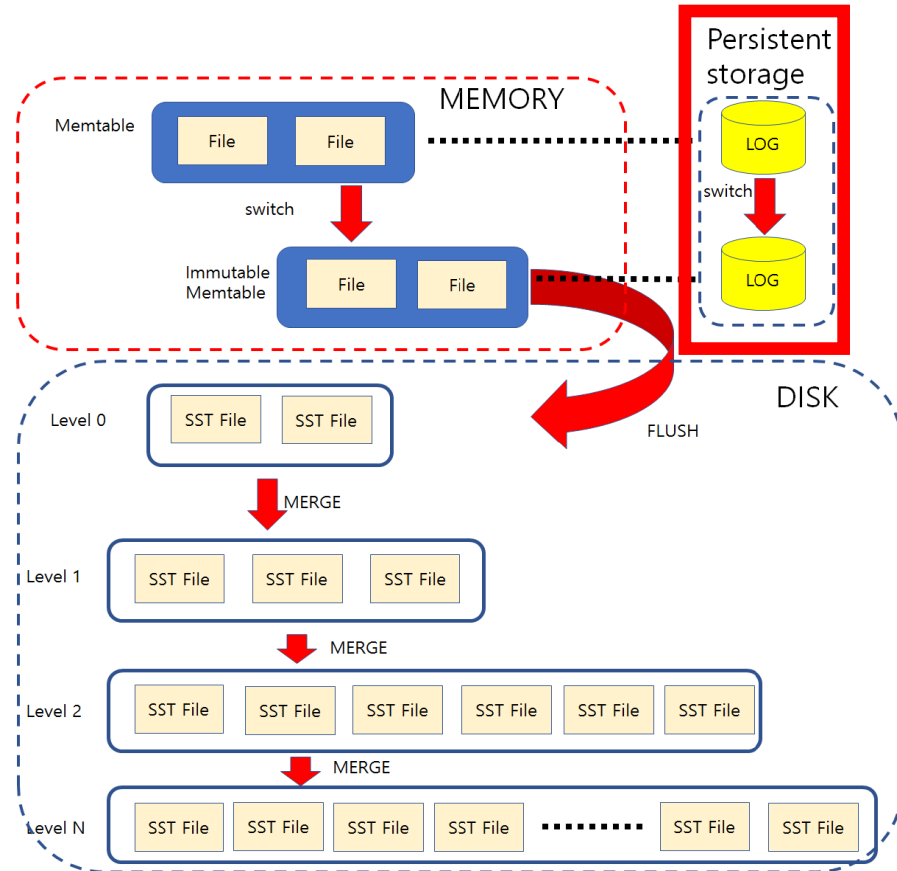 Persistent
storage
MEMORY
Memtable
File
File
LOG
switch
switch
Immutable
Memtable
File
File
LOG
DISK
Level 0
SST File
SST File
FLUSH
MERGE
Level 1
SST File
SST File
SST File
MERGE
Level 2
SST File
SST File
SST File
SST File
SST File
SST File
MERGE
Level N
SST File
SST File
SST File
SST File
SST File
SST File